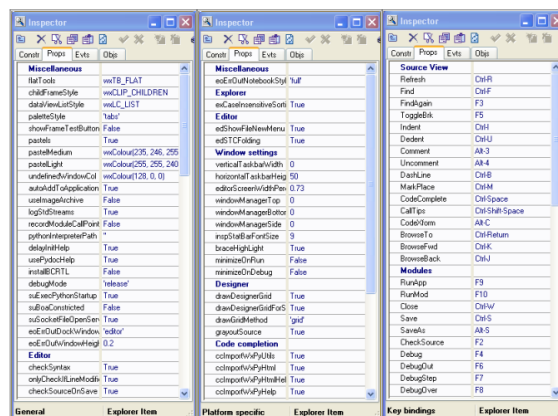 Inspector
Constr Props Evts Objs
Miscellaneous
flatTools wxTB_FLAT
childFrameStyle wxCLIP_CHILDREN
dataViewListStyle wxLC_LIST
paletteStyle 'tabs'
showFrameTestButton False
pastels True
pastelMedium wxColour(235, 246, 255
pastelLight wxColour(255, 255, 240
undefinedWindowCol wxColour(128, 0, 0)
autoAddToApplication True
useImageArchive False
logStdStreams True
recordModuleCallPoint False
pythonInterpreterPath ''
delayInitHelp True
usePydocHelp True
installBCRTL False
debugMode 'release'
suExecPythonStartup True
suBoaConstricted False
suSocketFileOpenServ True
eoErrOutDockWindow 'editor'
eoErrOutWindowHeigh 0.2
Editor
checkSyntax True
onlyCheckIfLineModifi True
checkSourceOnSave True
General Explorer Item
Inspector
Constr Props Evts Objs
Miscellaneous
eoErrOutNotebookStyl 'full'
Explorer
exCaseInsensitiveSorti True
Editor
edShowFileNewMenu True
edSTCFolding True
Window settings
verticalTaskbarWidth 0
horizontalTaskbarHeig 50
editorScreenWidthPerc 0.73
windowManagerTop 0
windowManagerBottor 0
windowManagerSide 0
inspStatBarFontSize 9
braceHighLight True
minimizeOnRun False
minimizeOnDebug False
Designer
drawDesignerGrid True
drawDesignerGridForS True
drawGridMethod 'grid'
grayoutSource True
Code completion
ccImportWxPyUtils True
ccImportWxPyHtml True
ccImportWxPyHtmlHel True
ccImportWxPyHelp True
Platform specific Explorer Item
Inspector
Constr Props Evts Objs
Source View
Refresh Ctrl-R
Find Ctrl-F
FindAgain F3
ToggleBrk F5
Indent Ctrl-I
Dedent Ctrl-U
Comment Alt-3
Uncomment Alt-4
DashLine Ctrl-B
MarkPlace Ctrl-M
CodeComplete Ctrl-Space
CallTips Ctrl-Shift-Space
CodeXform Alt-C
BrowseTo Ctrl-Return
BrowseFwd Ctrl-K
BrowseBack Ctrl-J
Modules
RunApp F9
RunMod F10
Close Ctrl-W
Save Ctrl-S
SaveAs Alt-S
CheckSource F2
Debug F4
DebugOut F6
DebugStep F7
DebugOver F8
Key bindings Explorer Item